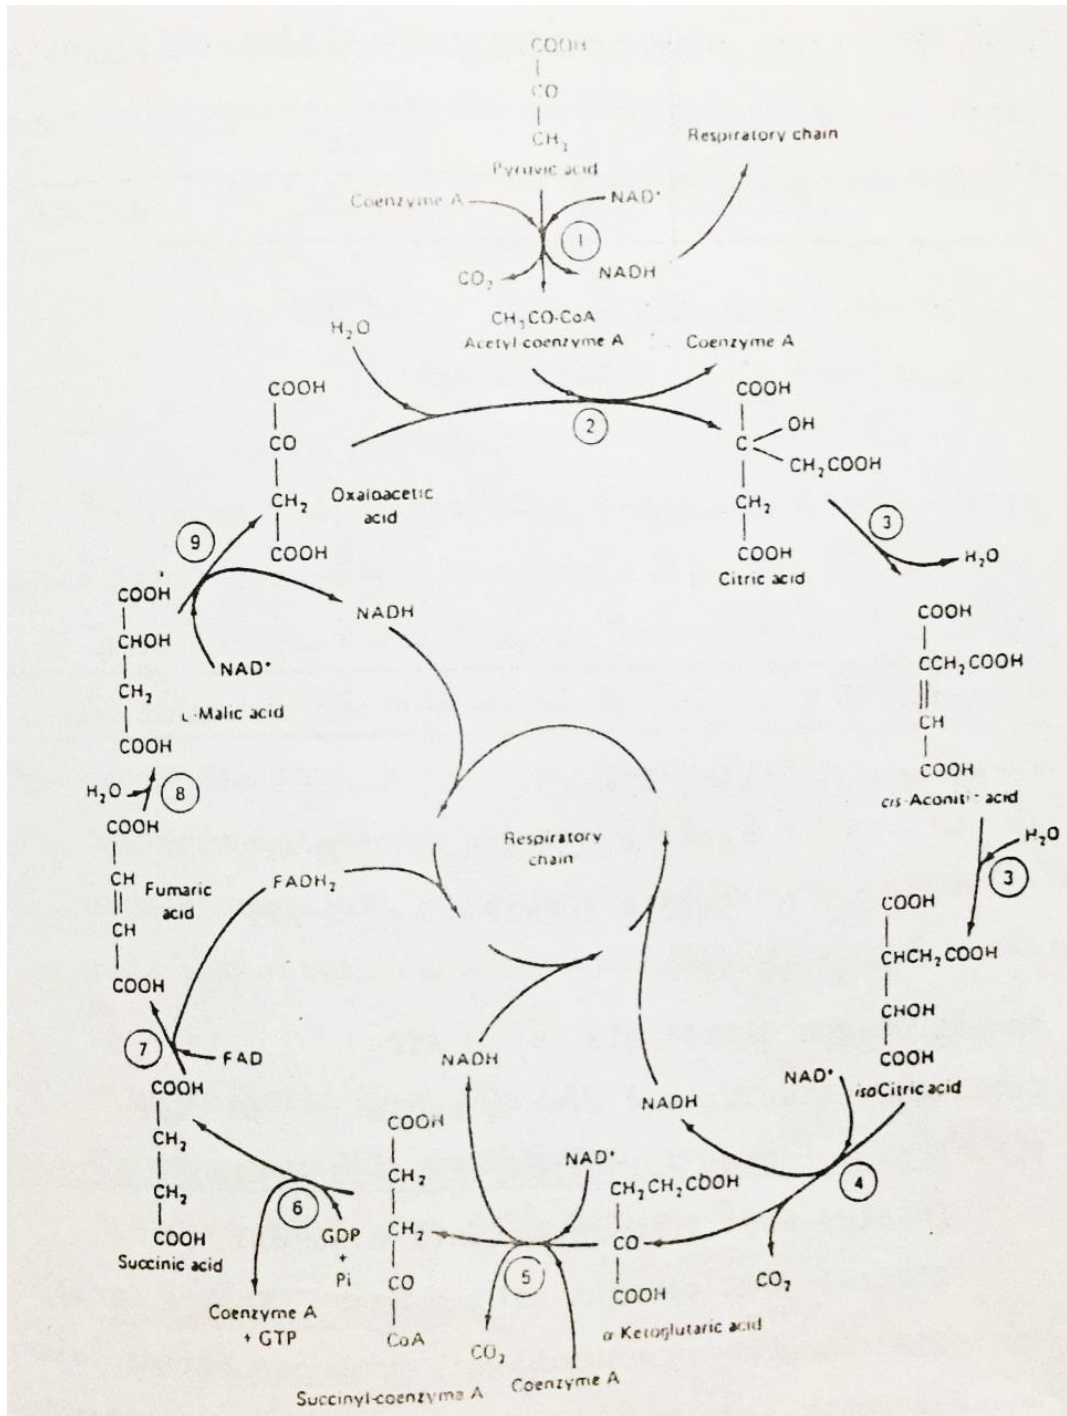 COOH
CO
CH₃
Pyruvic acid
Respiratory chain
Coenzyme A
NAD⁺
1
CO₂
NADH
CH₃CO·CoA
Acetyl-coenzyme A
H₂O
Coenzyme A
2
COOH
CO
CH₂
COOH
Oxaloacetic
acid
COOH
C
OH
CH₂COOH
CH₂
COOH
Citric acid
3
H₂O
COOH
CCH₂COOH
CH
COOH
cis-Aconitic acid
H₂O
3
COOH
CHCH₂COOH
CHOH
COOH
isoCitric acid
NAD⁺
4
NADH
CO₂
CH₂CH₂COOH
CO
COOH
α-Ketoglutaric acid
NAD⁺
5
NADH
CO₂
Coenzyme A
COOH
CH₂
CH₂
CO
CoA
Succinyl-coenzyme A
6
GDP
+
Pi
Coenzyme A
+ GTP
COOH
CH₂
CH₂
COOH
Succinic acid
7
FAD
FADH₂
COOH
CH
CH
COOH
Fumaric
acid
H₂O
8
COOH
CHOH
CH₂
COOH
L-Malic acid
9
NAD⁺
NADH
Respiratory
chain